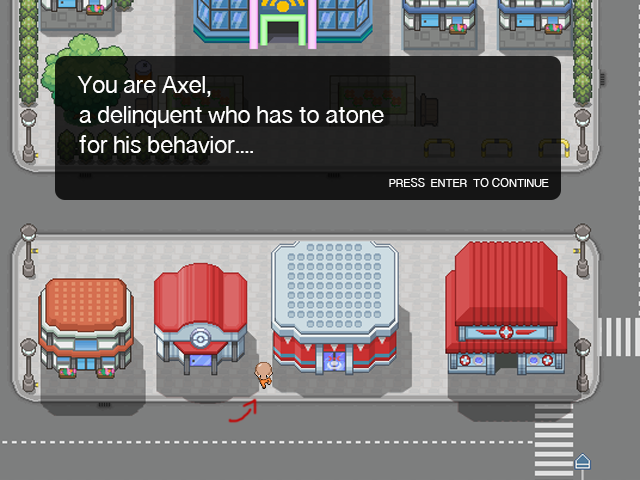 You are Axel,
a delinquent who has to atone
for his behavior....
PRESS ENTER TO CONTINUE